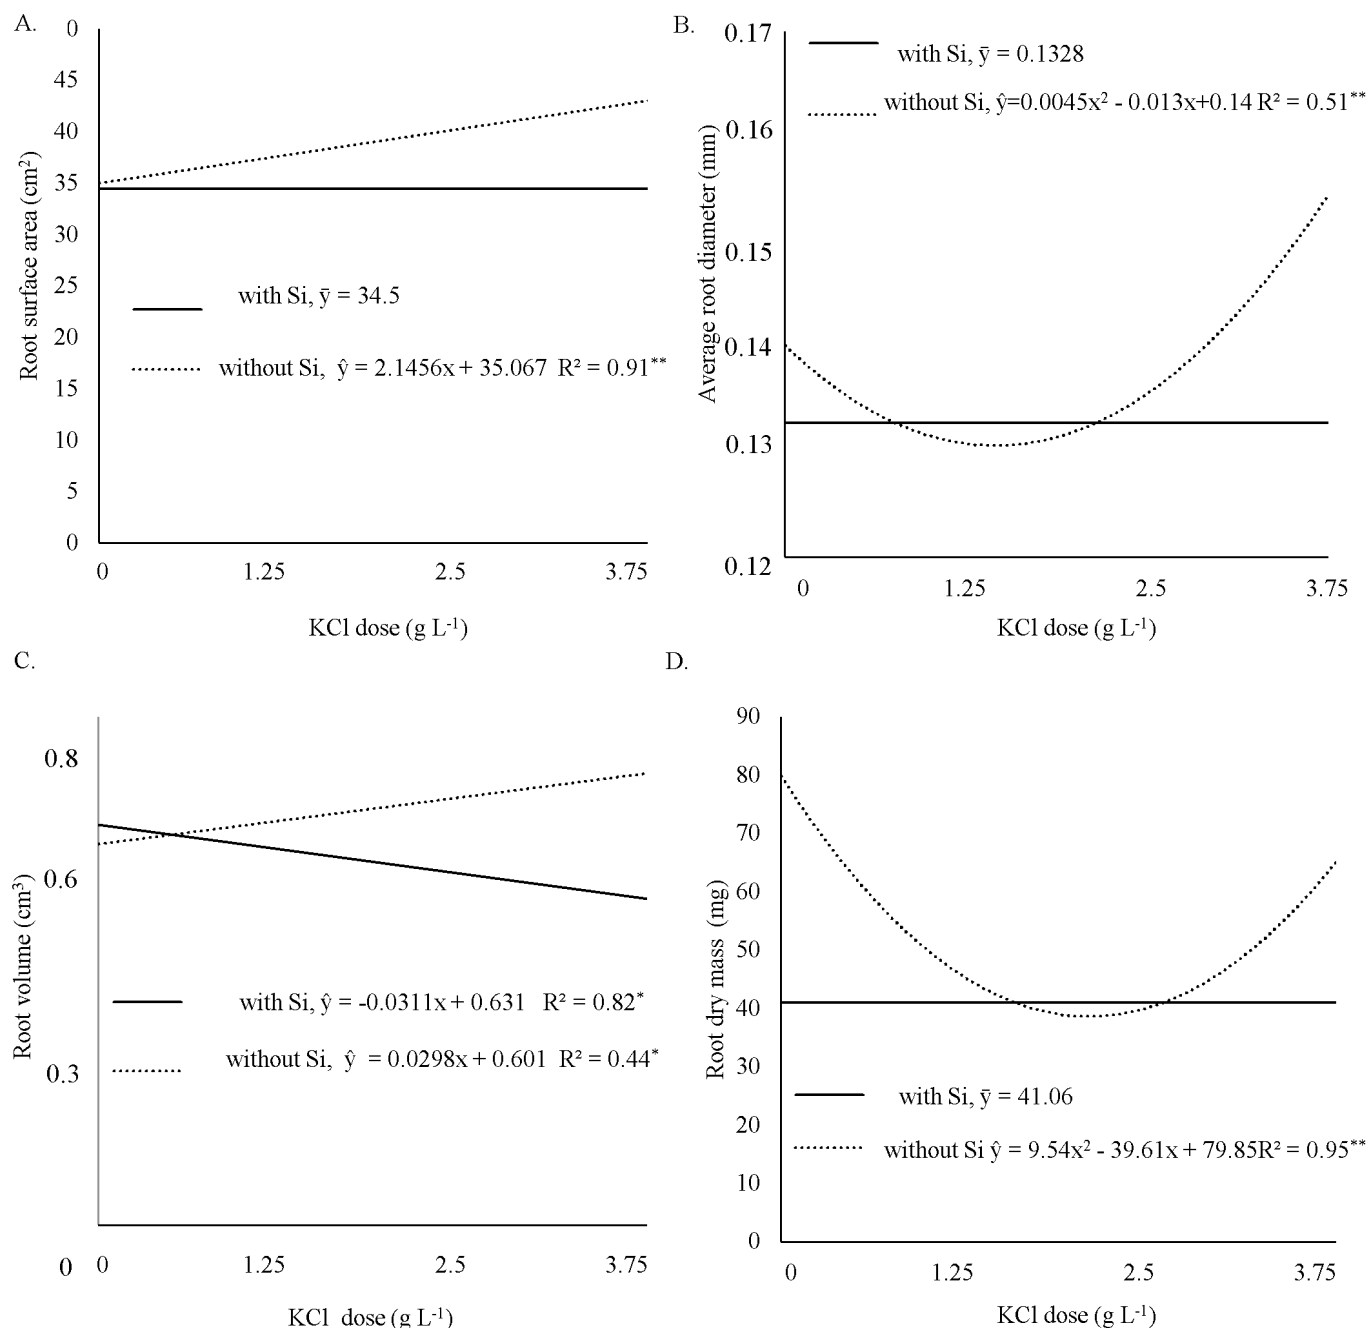 A.
0
45
40
35
30
25
20
15
10
5
0
Root surface area (cm²)
with Si, ȳ = 34.5
without Si, ŷ = 2.1456x + 35.067 R² = 0.91**
0 1.25 2.5 3.75
KCl dose (g L⁻¹)
B.
0.17
0.16
0.15
0.14
0.13
0.12
Average root diameter (mm)
with Si, ȳ = 0.1328
without Si, ŷ=0.0045x² - 0.013x+0.14 R² = 0.51**
0 1.25 2.5 3.75
KCl dose (g L⁻¹)
C.
0.8
0.6
0.3
0
Root volume (cm³)
with Si, ŷ = -0.0311x + 0.631 R² = 0.82*
without Si, ŷ = 0.0298x + 0.601 R² = 0.44*
0 1.25 2.5 3.75
KCl dose (g L⁻¹)
D.
90
80
70
60
50
40
30
20
10
0
Root dry mass (mg)
with Si, ȳ = 41.06
without Si ŷ = 9.54x² - 39.61x + 79.85R² = 0.95**
0 1.25 2.5 3.75
KCl dose (g L⁻¹)